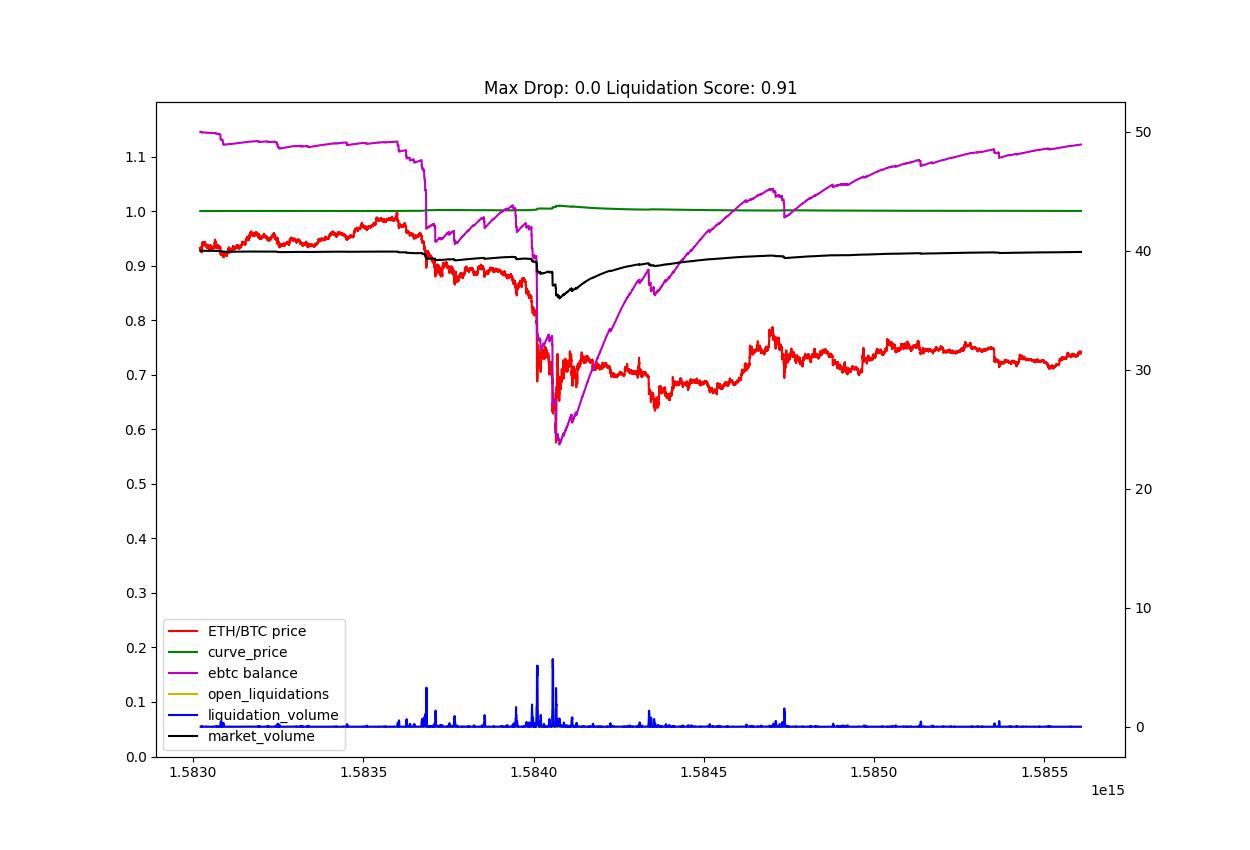 Max Drop: 0.0 Liquidation Score: 0.91
1.1
1.0
0.9
0.8
0.7
0.6
0.5
0.4
0.3
0.2
0.1
0.0
50
40
30
20
10
0
ETH/BTC price
curve_price
ebtc balance
open_liquidations
liquidation_volume
market_volume
1.5830 1.5835 1.5840 1.5845 1.5850 1.5855
1e15